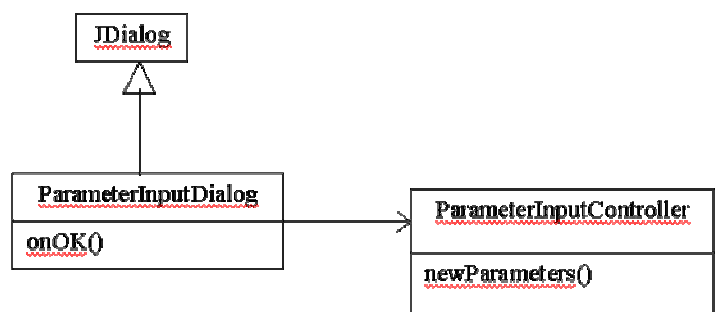 JDialog
ParameterInputDialog
onOK()
ParameterInputController
newParameters()